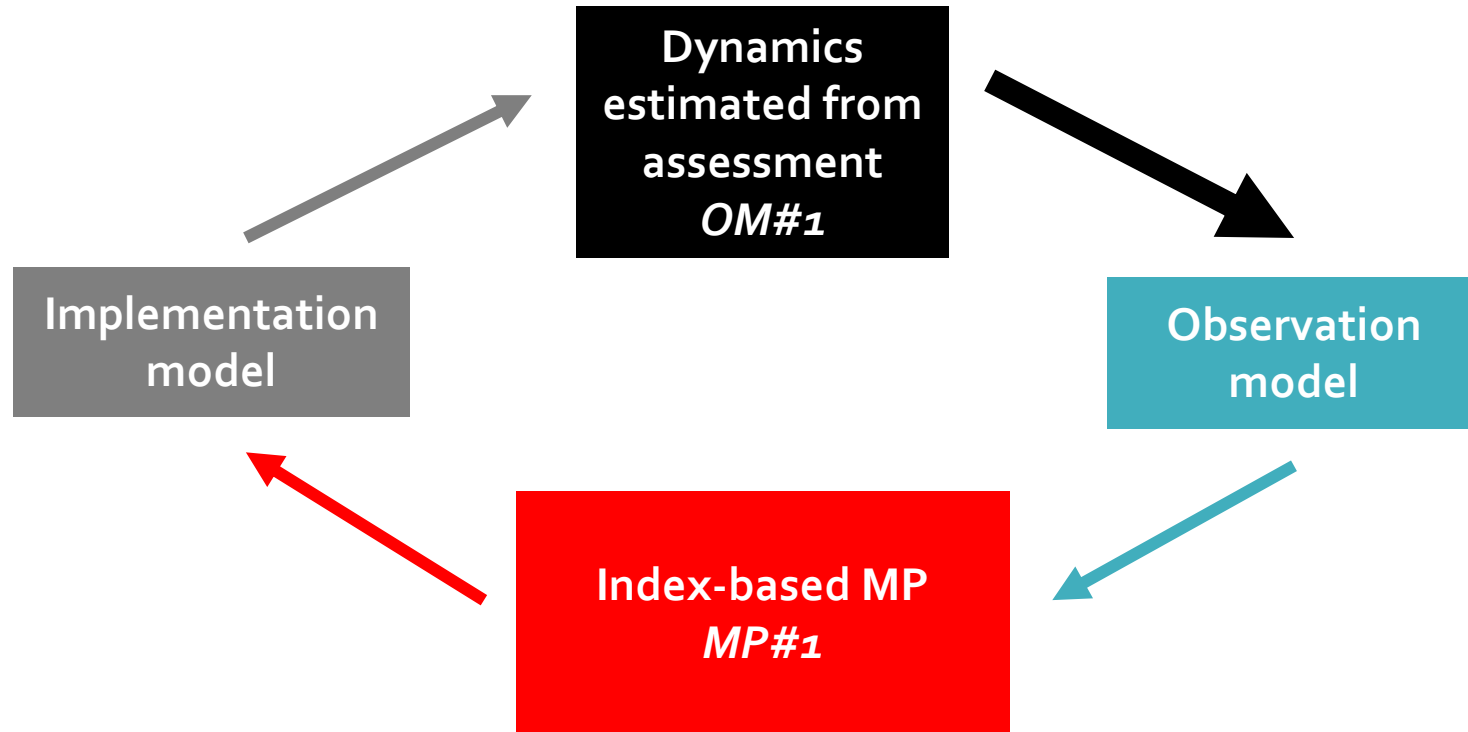 Dynamics
estimated from
assessment
OM#1
Implementation
model
Observation
model
Index-based MP
MP#1